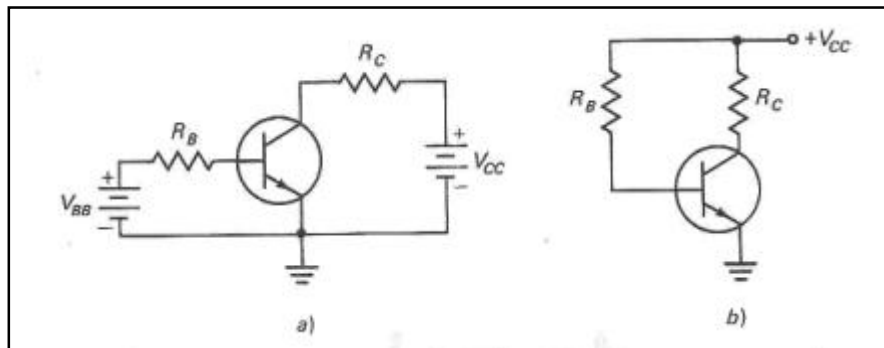 R_C
R_B
+
V_BB
−
+
V_CC
−
a)
+V_CC
R_B
R_C
b)